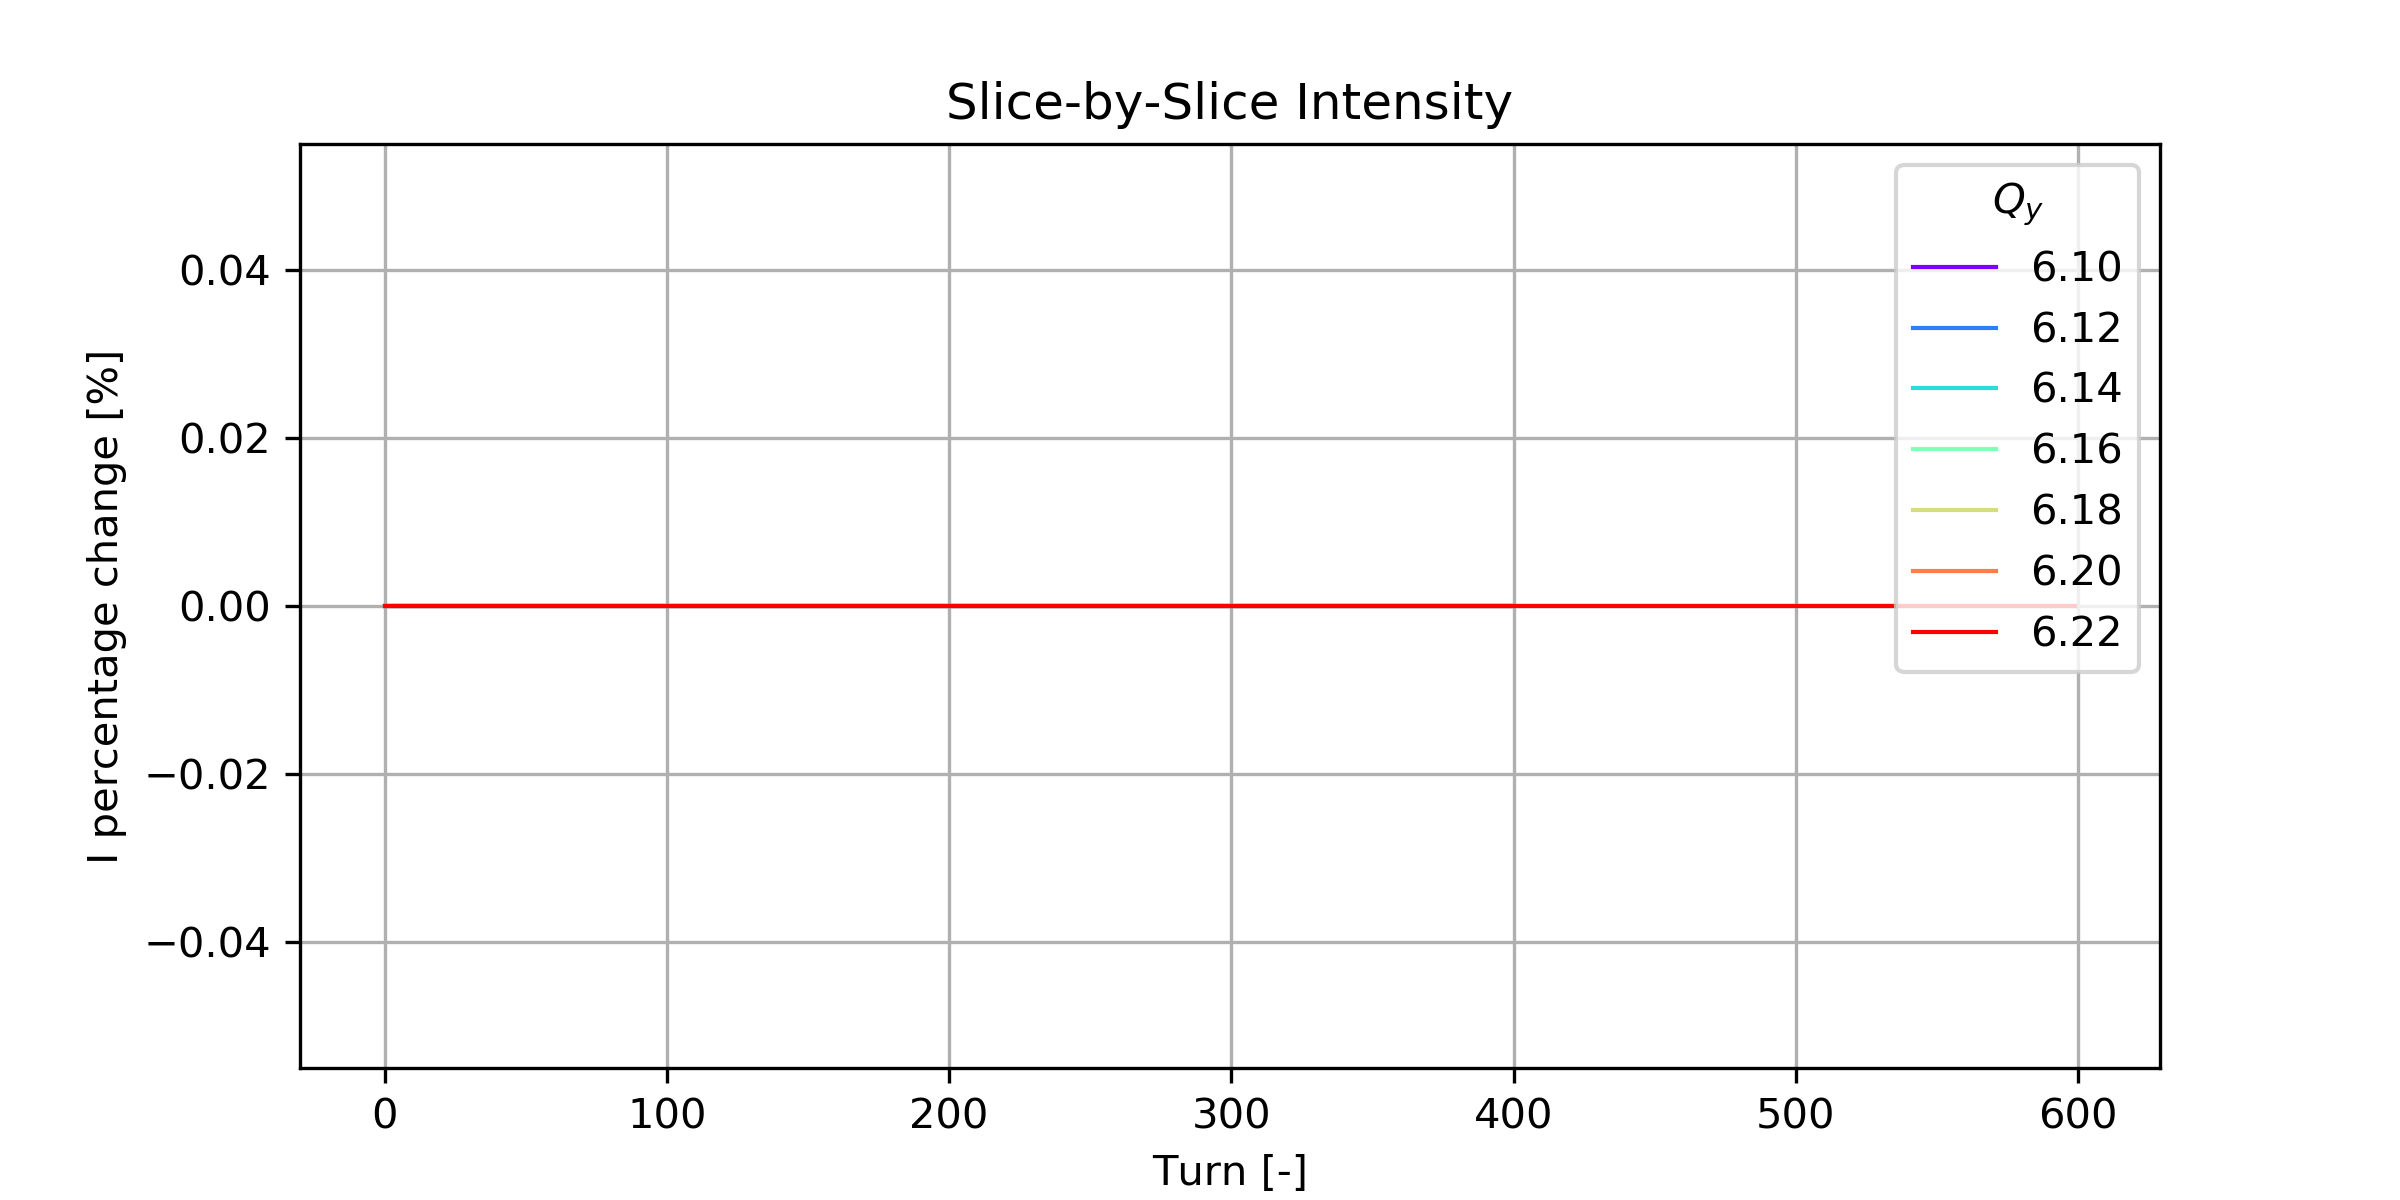 Slice-by-Slice Intensity
I percentage change [%]
0.04
0.02
0.00
−0.02
−0.04
Qy
6.10
6.12
6.14
6.16
6.18
6.20
6.22
0 100 200 300 400 500 600
Turn [-]